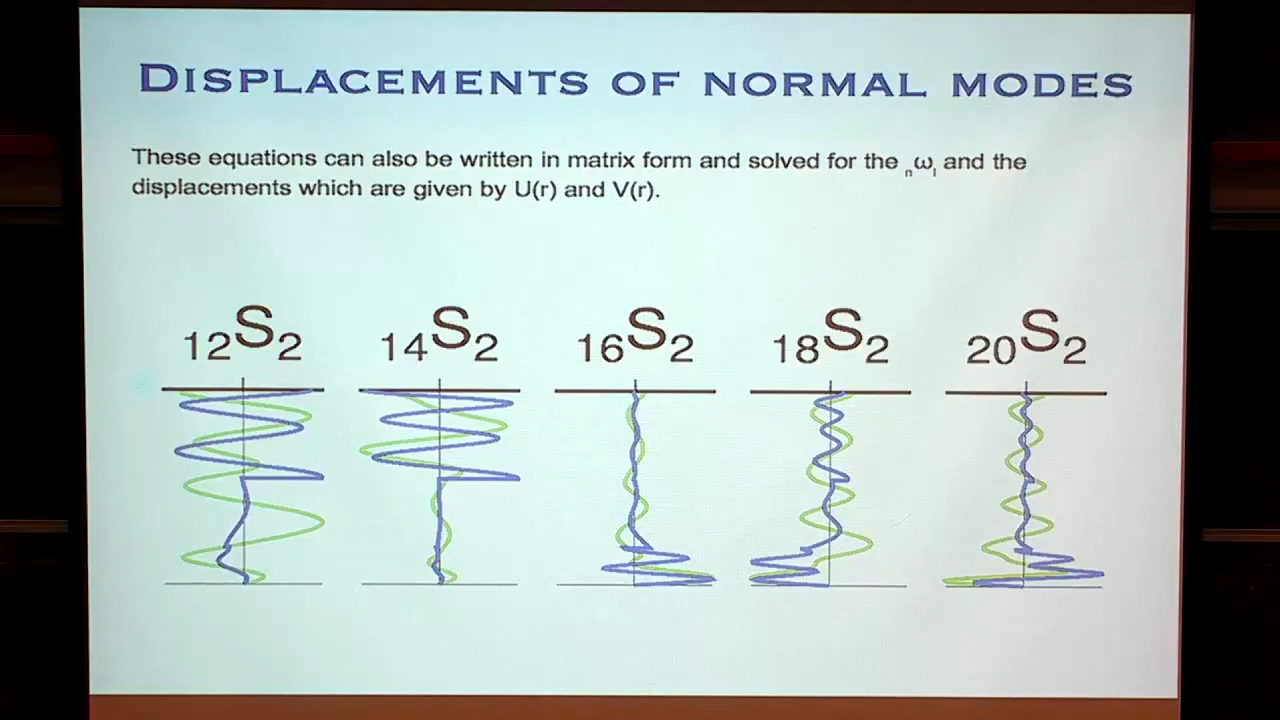 DISPLACEMENTS OF NORMAL MODES
These equations can also be written in matrix form and solved for the nωl and the
displacements which are given by U(r) and V(r).
12S2 14S2 16S2 18S2 20S2